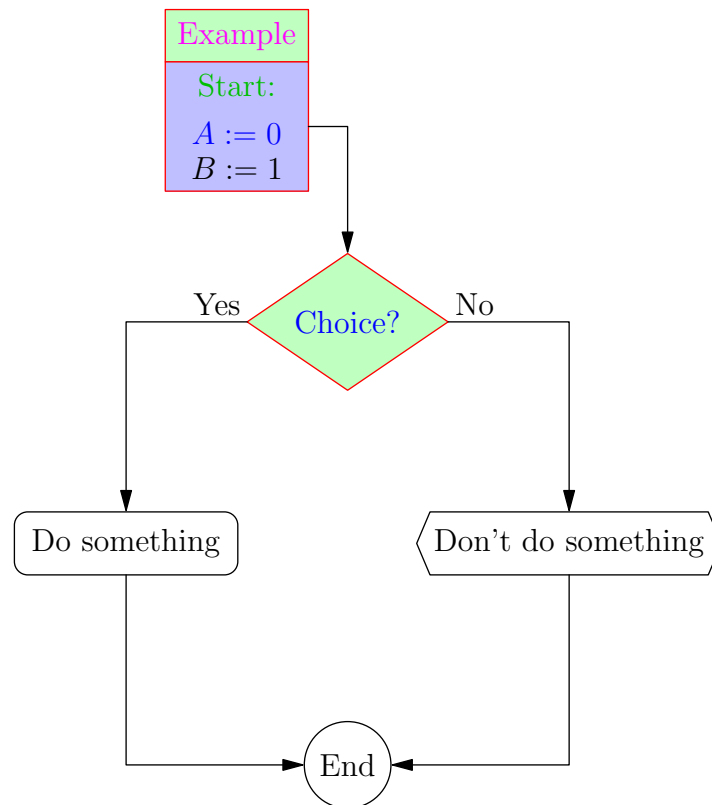 Example
Start:
A := 0
B := 1
Yes
No
Choice?
Do something
Don't do something
End